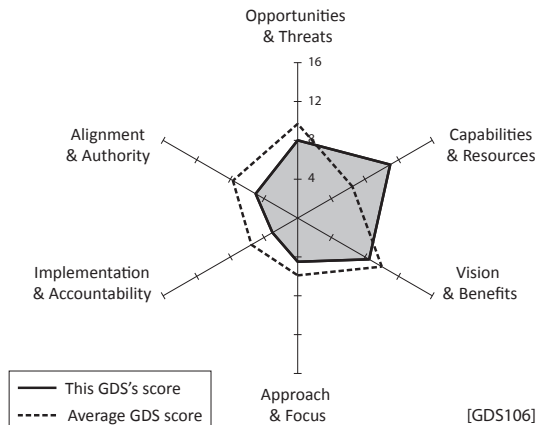 Opportunities
& Threats
16
12
8
4
Alignment
& Authority
Capabilities
& Resources
Implementation
& Accountability
Vision
& Benefits
Approach
& Focus
This GDS's score
Average GDS score
[GDS106]